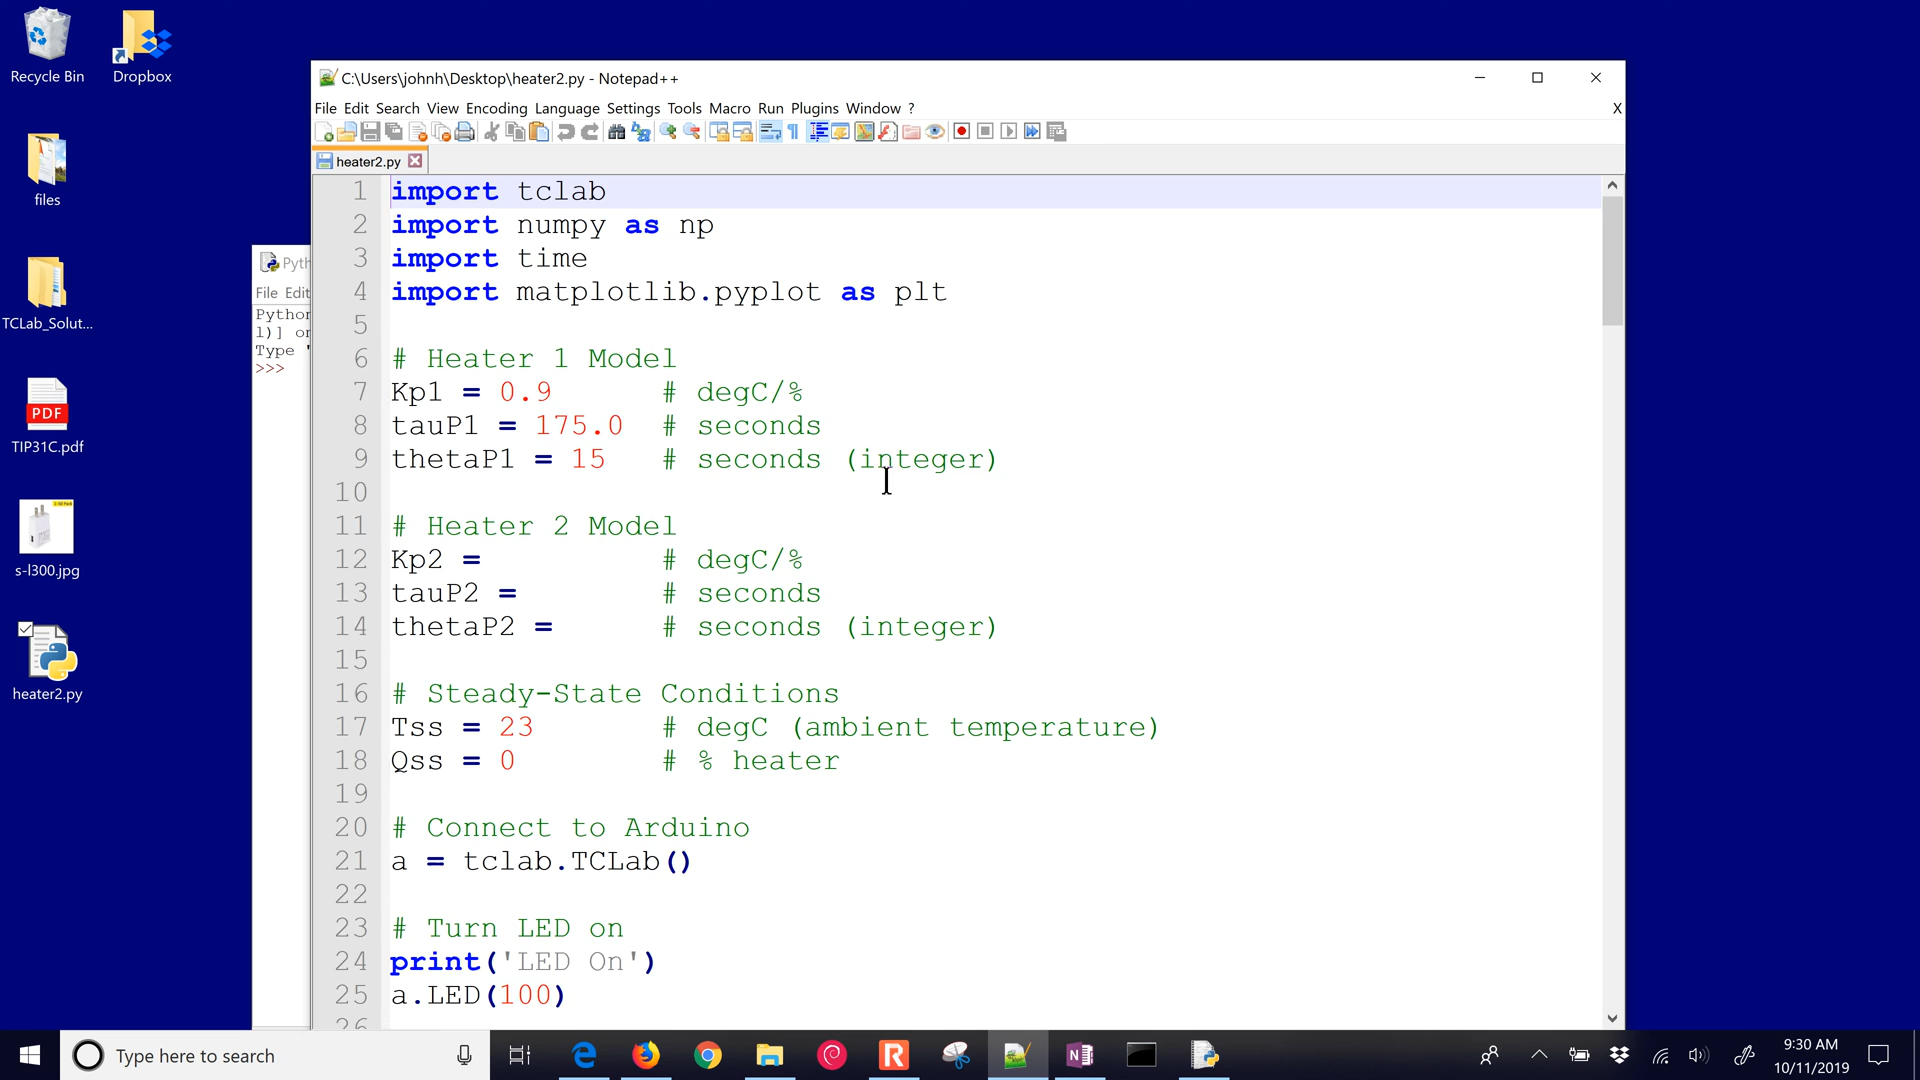 Recycle Bin
Dropbox
files
TCLab_Solut...
PDF
TIP31C.pdf
s-l300.jpg
heater2.py
Pyth
File Edit
Python
l)] on
Type "
>>>
C:\Users\johnh\Desktop\heater2.py - Notepad++
File Edit Search View Encoding Language Settings Tools Macro Run Plugins Window ?
X
heater2.py
1 import tclab
2 import numpy as np
3 import time
4 import matplotlib.pyplot as plt
5
6 # Heater 1 Model
7 Kp1 = 0.9 # degC/%
8 tauP1 = 175.0 # seconds
9 thetaP1 = 15 # seconds (integer)
10
11 # Heater 2 Model
12 Kp2 = # degC/%
13 tauP2 = # seconds
14 thetaP2 = # seconds (integer)
15
16 # Steady-State Conditions
17 Tss = 23 # degC (ambient temperature)
18 Qss = 0 # % heater
19
20 # Connect to Arduino
21 a = tclab.TCLab()
22
23 # Turn LED on
24 print('LED On')
25 a.LED(100)
26
Type here to search
9:30 AM
10/11/2019